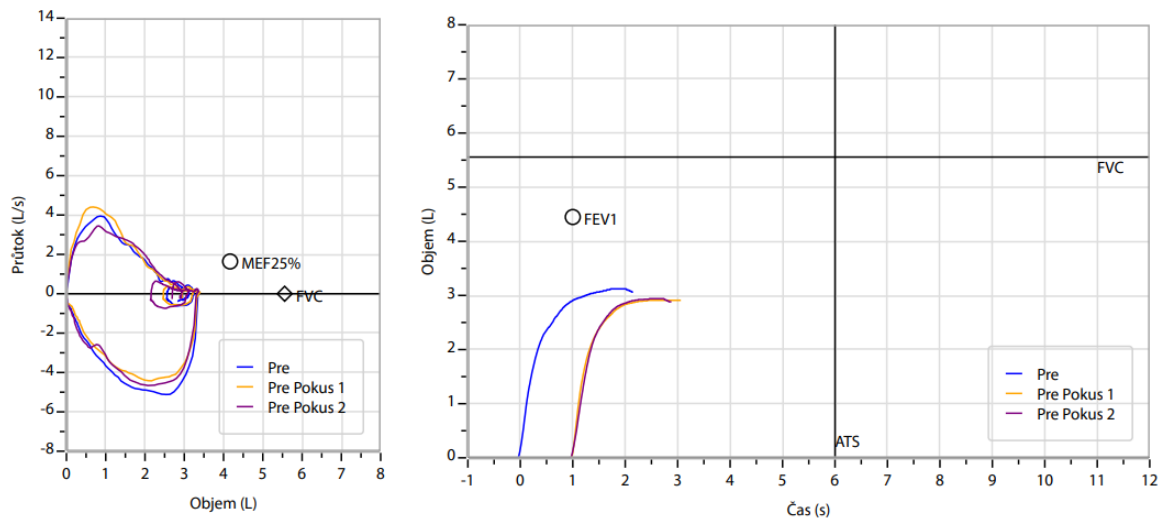 Průtok (L/s)
14
12
10
8
6
4
2
0
-2
-4
-6
-8
MEF25%
FVC
Pre
Pre Pokus 1
Pre Pokus 2
0 1 2 3 4 5 6 7 8
Objem (L)
Objem (L)
8
7
6
5
4
3
2
1
0
FVC
FEV1
Pre
Pre Pokus 1
Pre Pokus 2
ATS
-1 0 1 2 3 4 5 6 7 8 9 10 11 12
Čas (s)